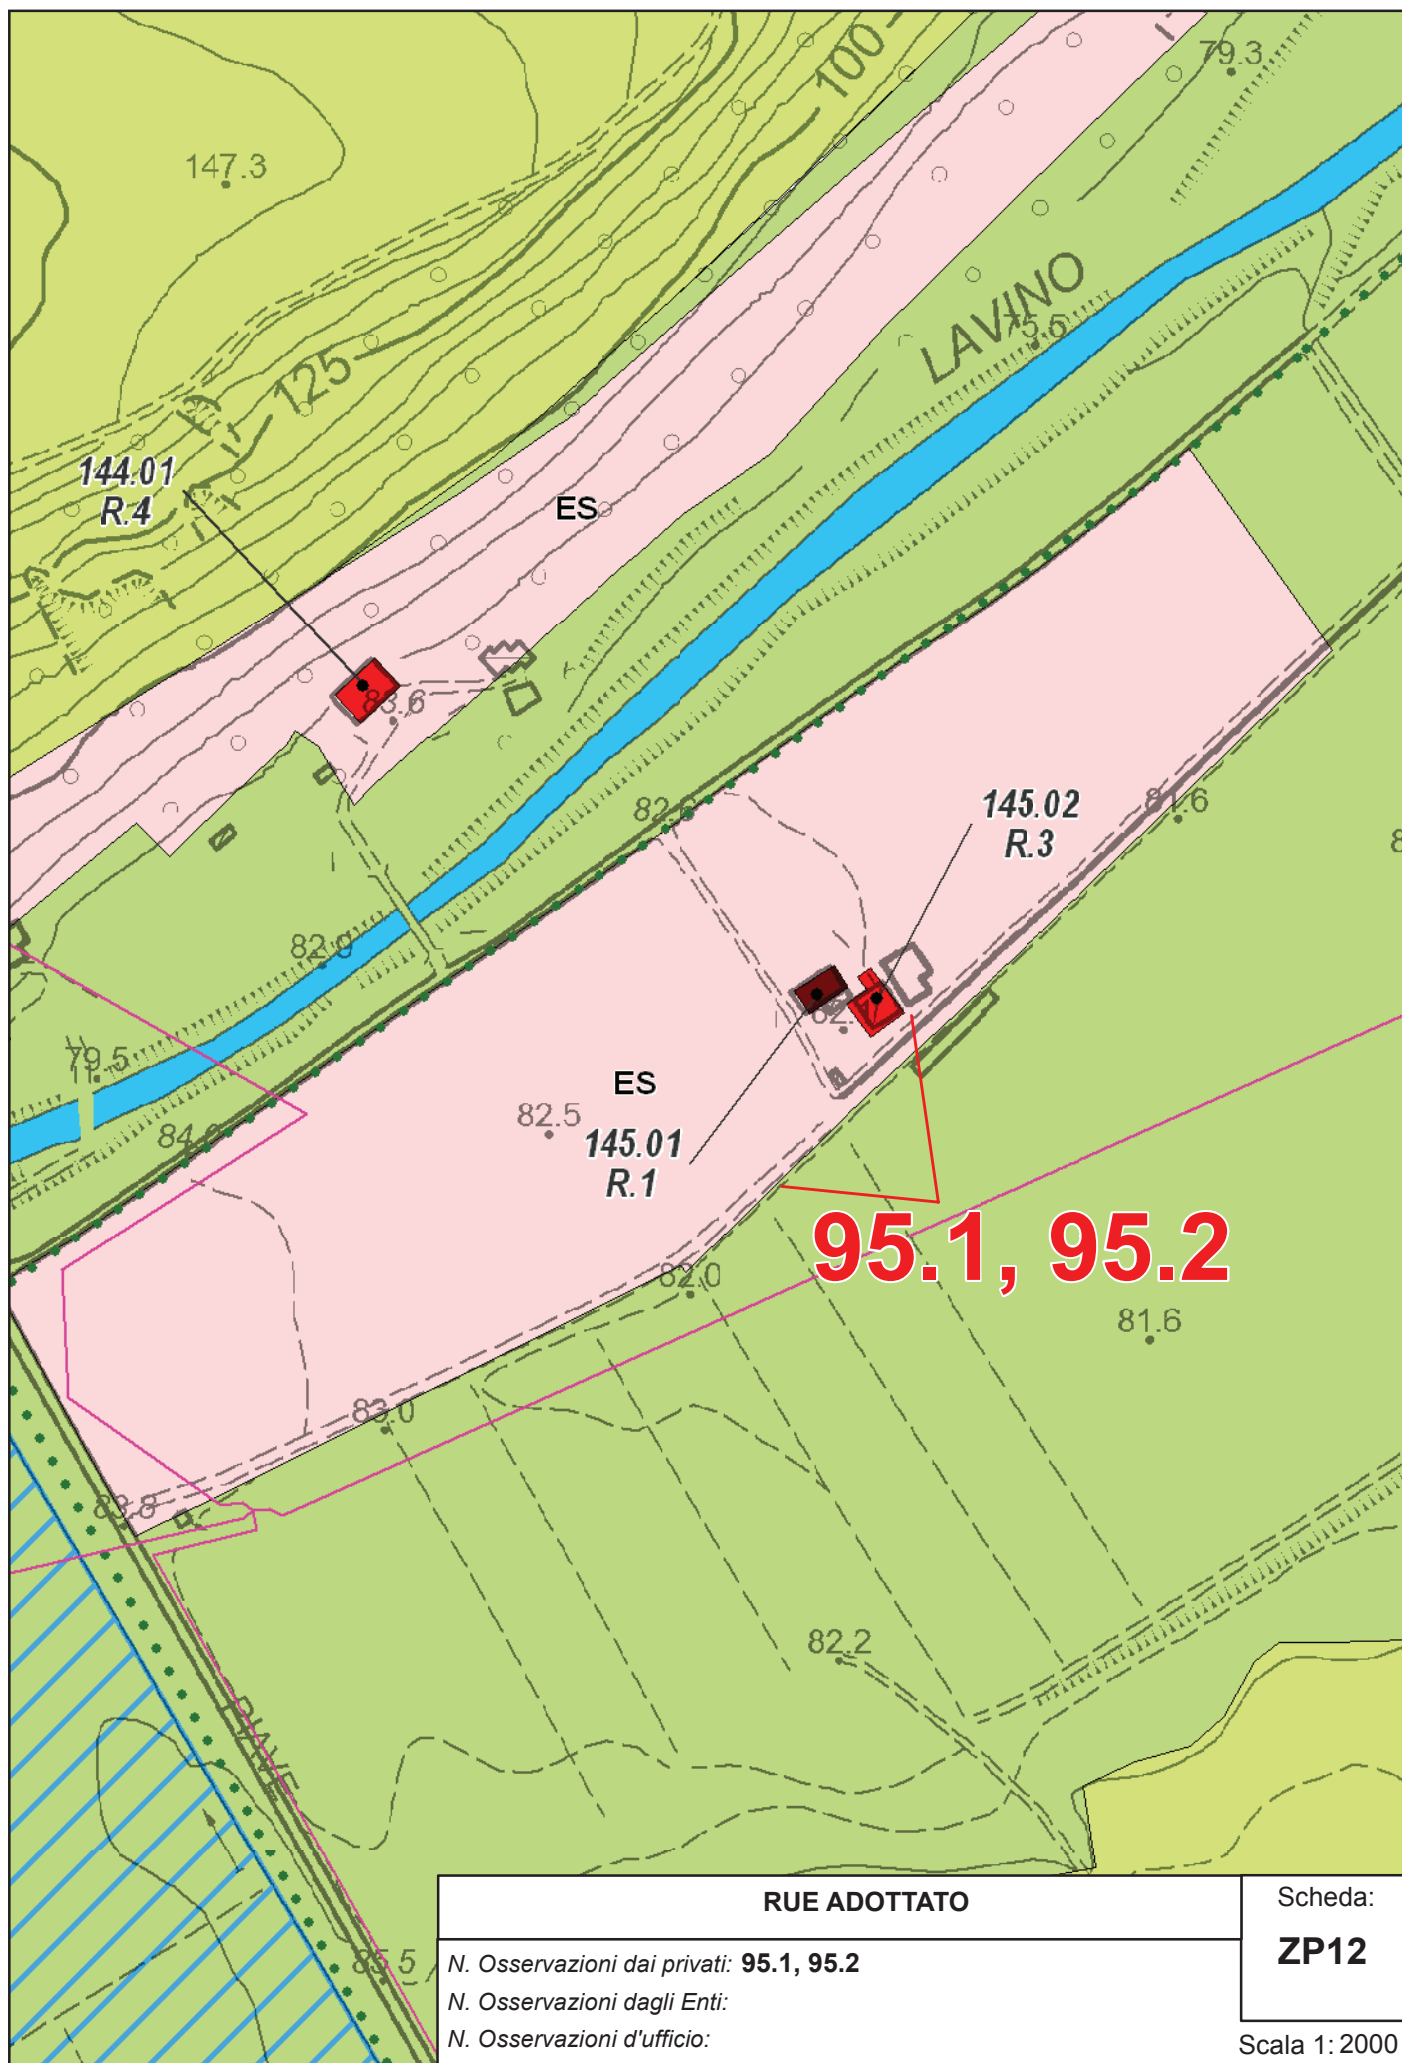 79.3
100
147.3
LAVINO
75.5
125
144.01
R.4
ES
83.6
82.6
145.02
R.3
81.6
8
82.9
79.5
ES
82.5
84.0
145.01
R.1
95.1, 95.2
82.0
81.6
83.0
83.8
82.2
PIAVE
85.5
RUE ADOTTATO
Scheda:
ZP12
N. Osservazioni dai privati: 95.1, 95.2
N. Osservazioni dagli Enti:
N. Osservazioni d'ufficio:
Scala 1: 2000